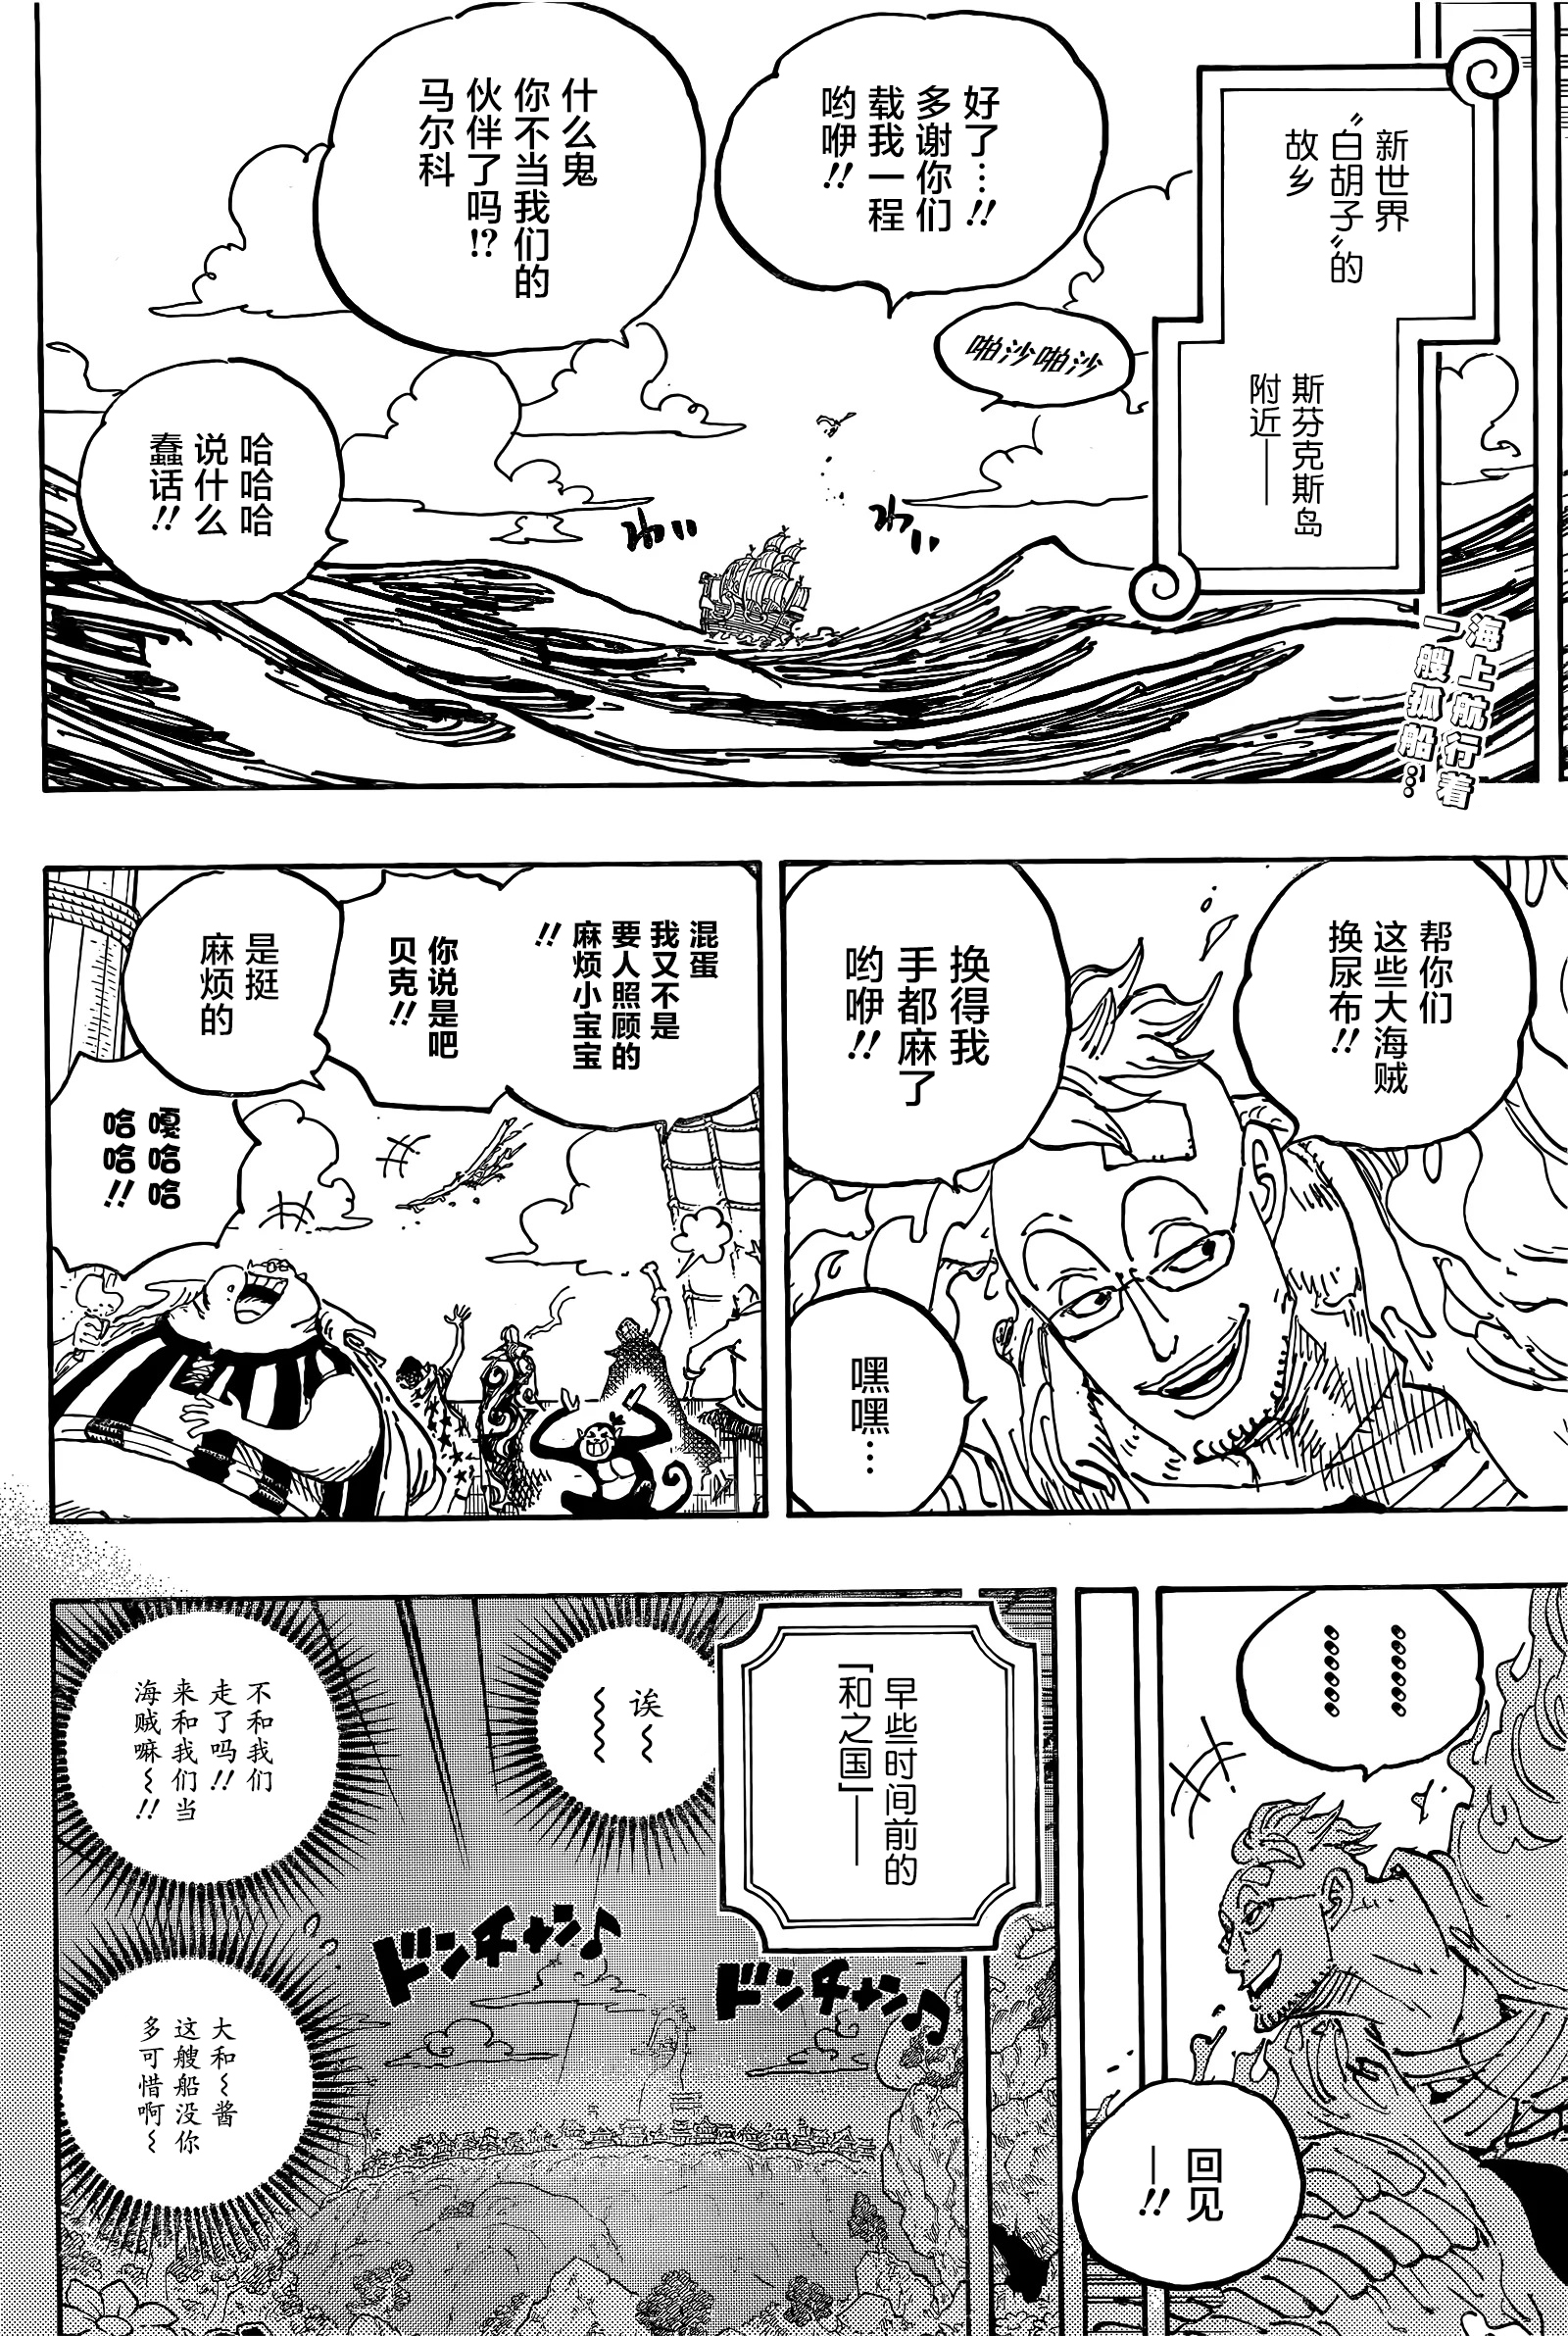 新世界
“白胡子”的
故乡
斯芬克斯岛
附近——
海上航行着
一艘孤船…
好了…!!
多谢你们
载我一程
哟咿!!
啪沙啪沙
什么鬼
你不当我们的
伙伴了吗!?
马尔科
哈哈哈
说什么
蠢话!!
帮你们
这些大海贼
换尿布!!
换得我
手都麻了
哟咿!!
嘿嘿…
混蛋
我又不是
要人照顾的
麻烦小宝宝
!!
你说是吧
贝克!!
是挺
麻烦的
嘎哈哈
哈哈!!
……
……
回见
—!!
早些时间前的
「和之国」——
诶~
~~
不和我们
走了吗!!
来和我们当
海贼嘛~!!
ドンチャン♪
ドンチャン♪
大和~酱
这艘船没你
多可惜啊~